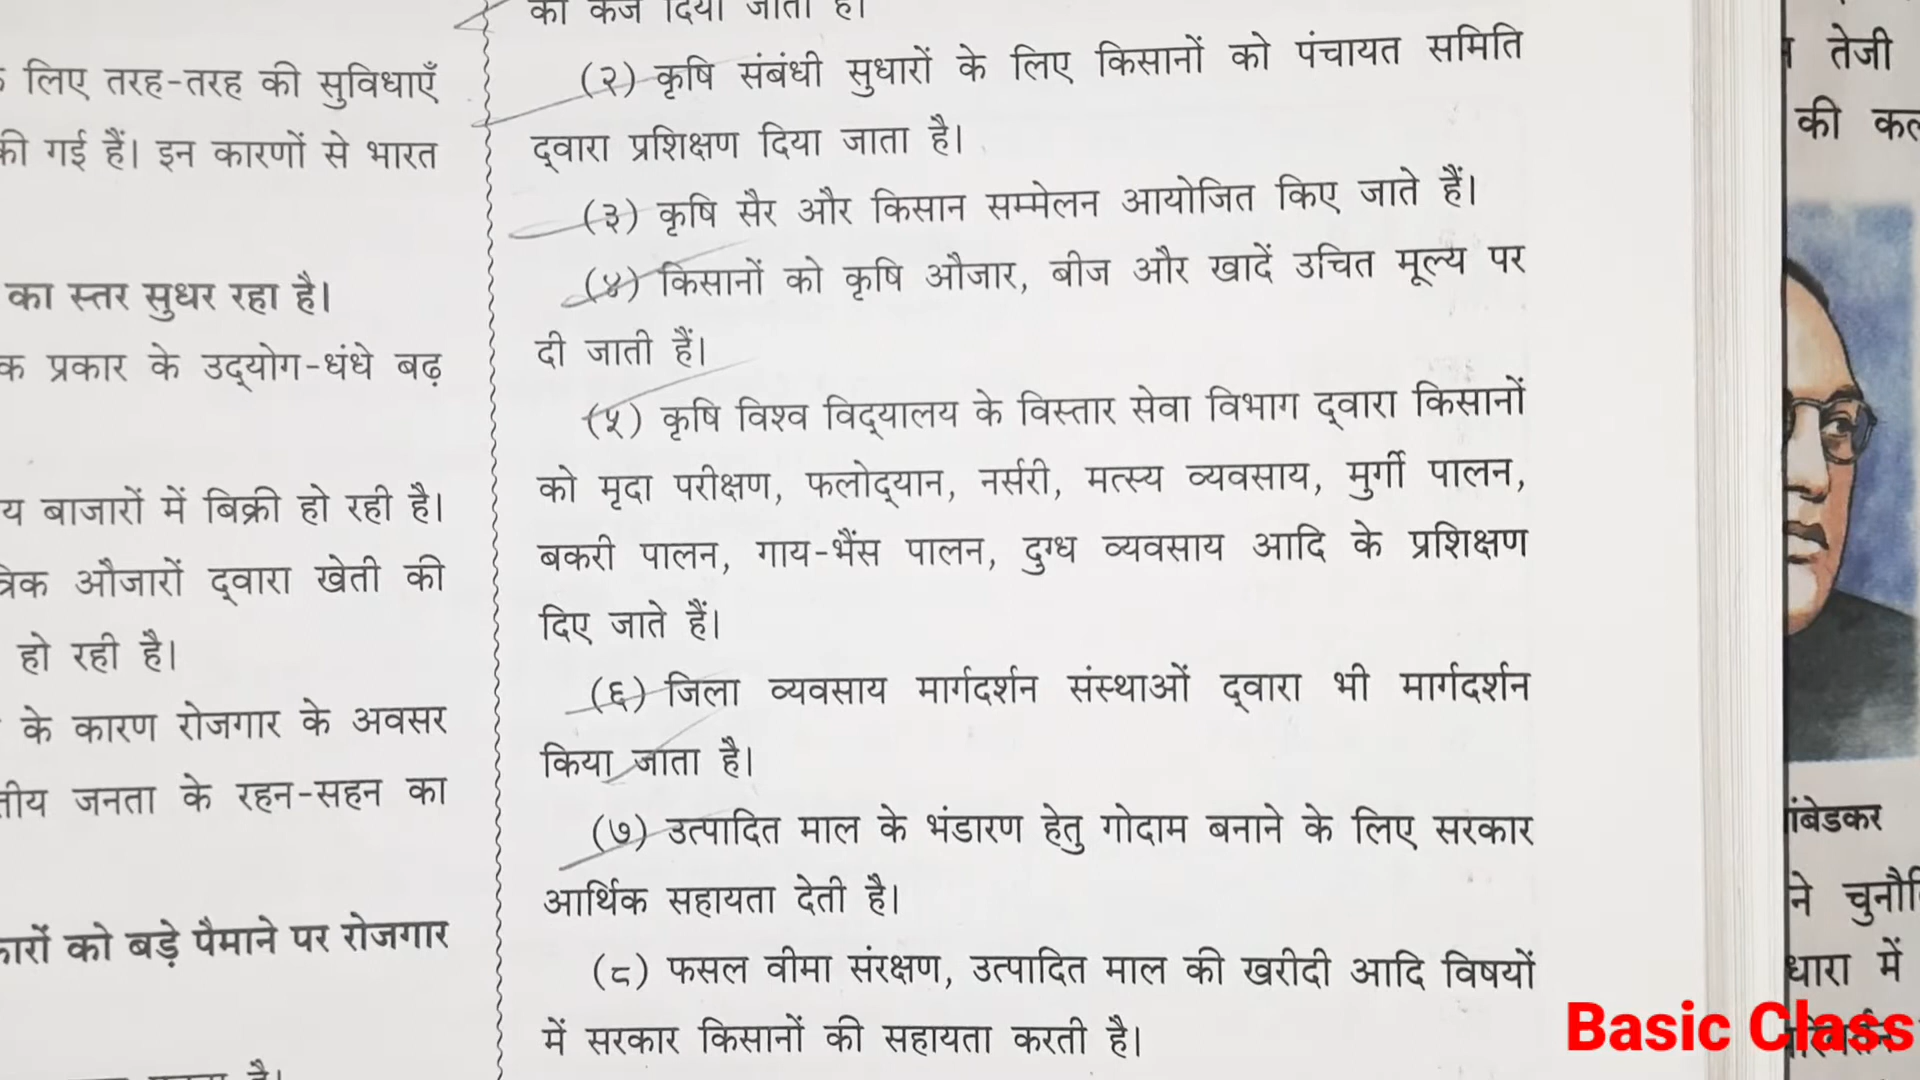 लिए तरह-तरह की सुविधाएँ
की गई हैं। इन कारणों से भारत
का स्तर सुधर रहा है।
प्रकार के उद्योग-धंधे बढ़
बाजारों में बिक्री हो रही है।
औजारों द्वारा खेती की
हो रही है।
के कारण रोजगार के अवसर
जनता के रहन-सहन का
को बड़े पैमाने पर रोजगार
है।
को कर्ज दिया जाता है।
(२) कृषि संबंधी सुधारों के लिए किसानों को पंचायत समिति
द्वारा प्रशिक्षण दिया जाता है।
(३) कृषि सैर और किसान सम्मेलन आयोजित किए जाते हैं।
(४) किसानों को कृषि औजार, बीज और खादें उचित मूल्य पर
दी जाती हैं।
(५) कृषि विश्व विद्यालय के विस्तार सेवा विभाग द्वारा किसानों
को मृदा परीक्षण, फलोद्यान, नर्सरी, मत्स्य व्यवसाय, मुर्गी पालन,
बकरी पालन, गाय-भैंस पालन, दुग्ध व्यवसाय आदि के प्रशिक्षण
दिए जाते हैं।
(६) जिला व्यवसाय मार्गदर्शन संस्थाओं द्वारा भी मार्गदर्शन
किया जाता है।
(७) उत्पादित माल के भंडारण हेतु गोदाम बनाने के लिए सरकार
आर्थिक सहायता देती है।
(८) फसल वीमा संरक्षण, उत्पादित माल की खरीदी आदि विषयों
में सरकार किसानों की सहायता करती है।
तेजी
की
ने
धारा में
Basic Class